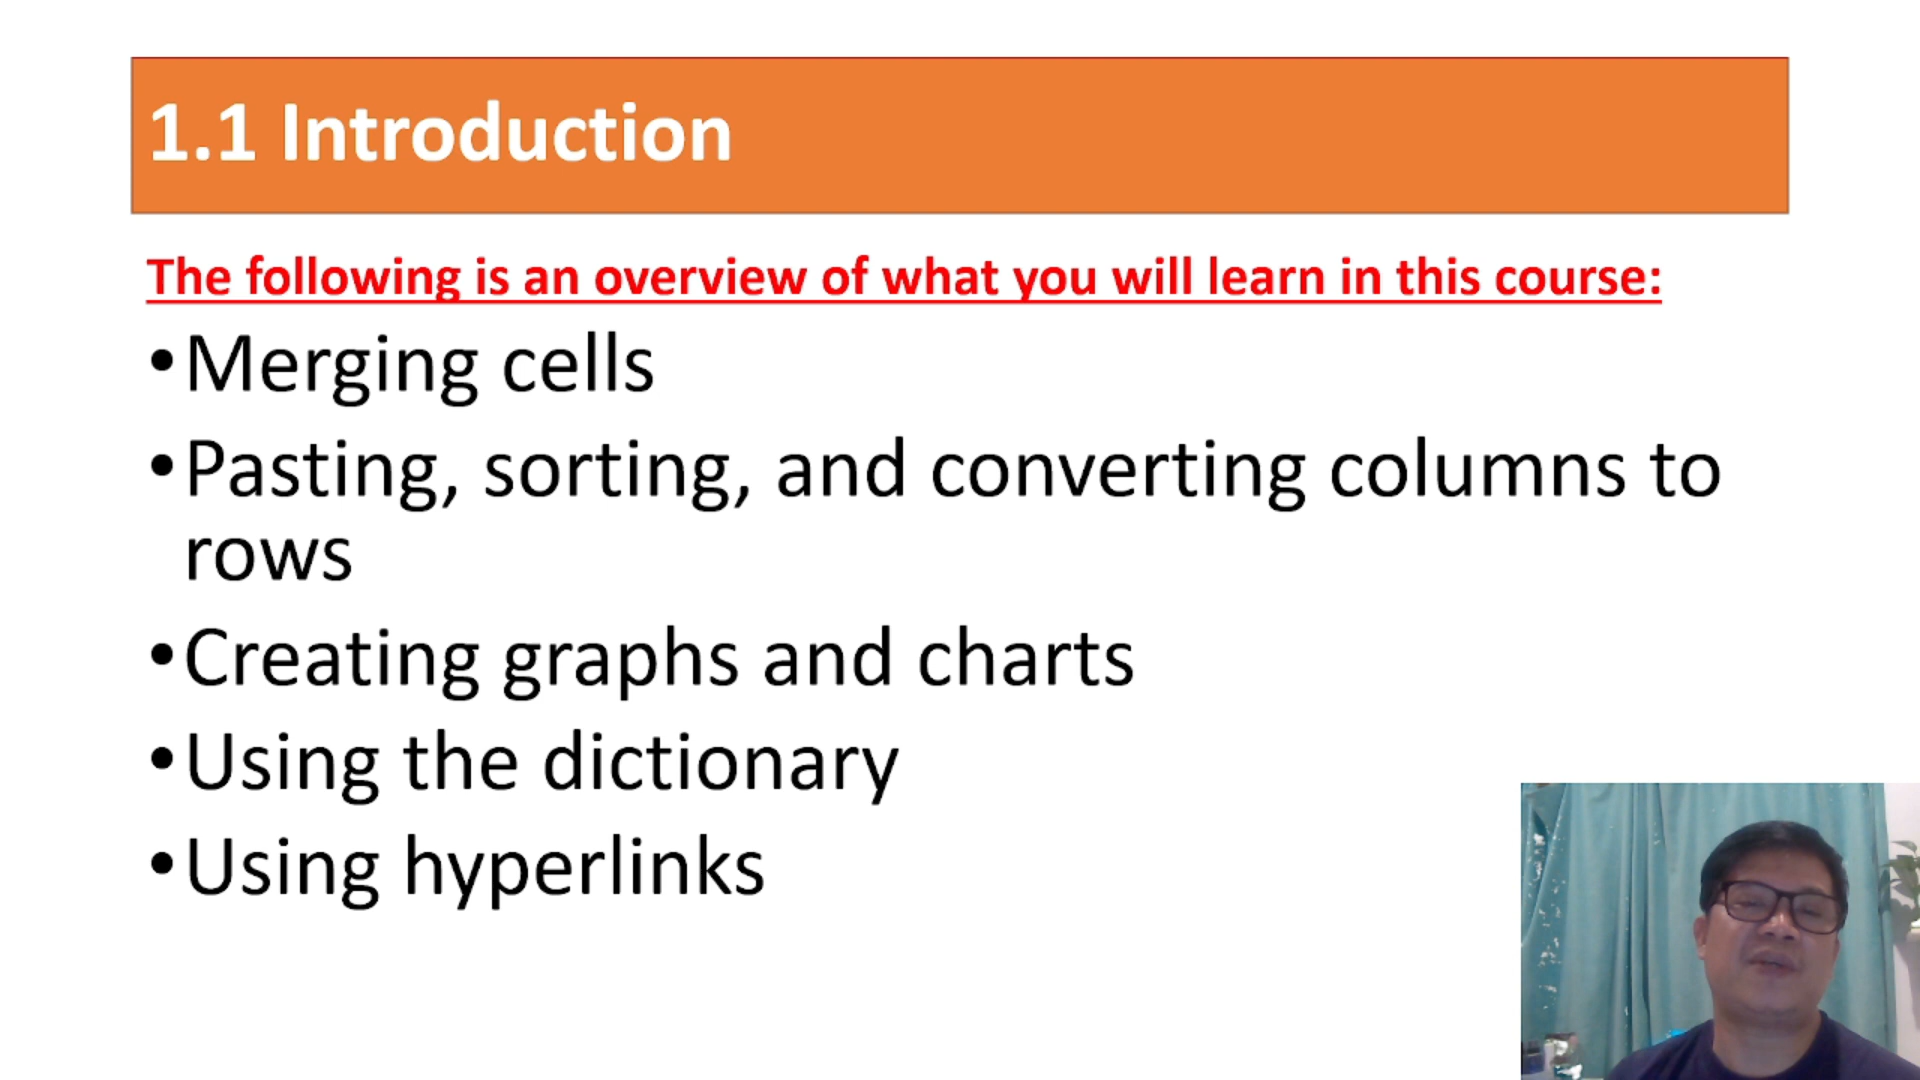 1.1 Introduction
The following is an overview of what you will learn in this course:
•Merging cells
•Pasting, sorting, and converting columns to
rows
•Creating graphs and charts
•Using the dictionary
•Using hyperlinks